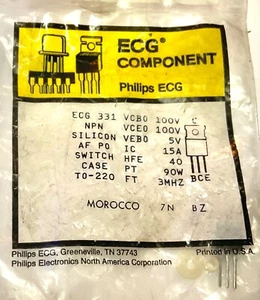 ECG® COMPONENT
Philips ECG
ECG 331 VCBO 100V C
NPN VCEO 100V
SILICON VEBO 5V
AF PO IC 15A
SWITCH HFE 40
CASE PT 90W
TO-220 FT 3MHZ BCE
MOROCCO 7N BZ
Philips ECG, Greeneville, TN 37743 Printed in U.S.A.
Philips Electronics North America Corporation